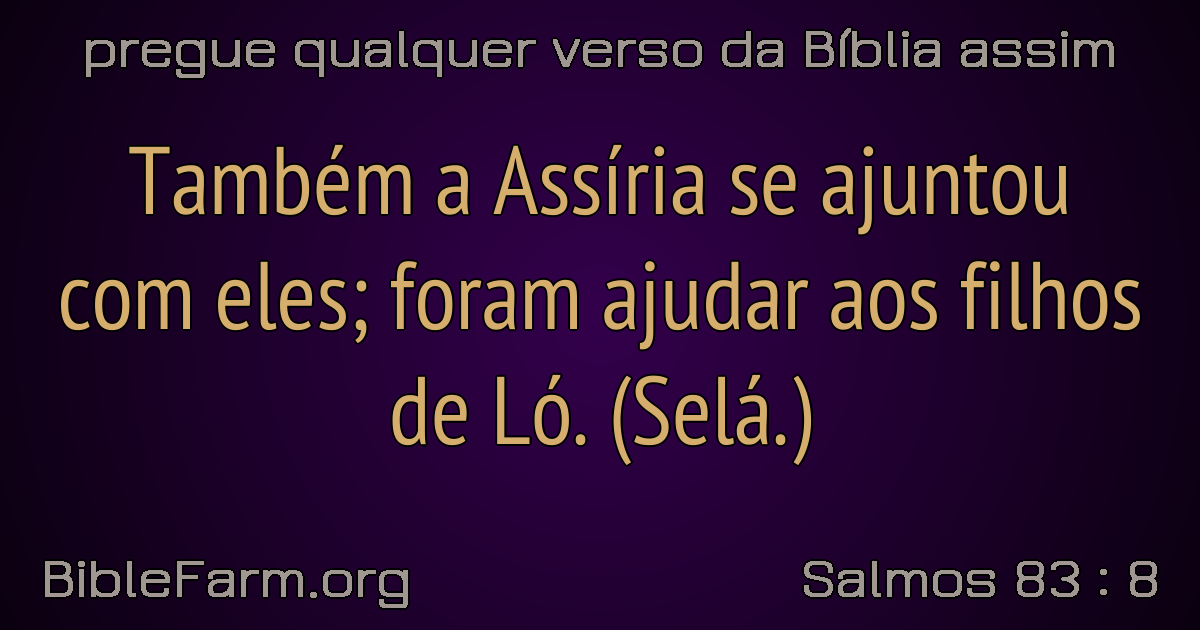 pregue qualquer verso da Bíblia assim
Também a Assíria se ajuntou
com eles; foram ajudar aos filhos
de Ló. (Selá.)
BibleFarm.org
Salmos 83 : 8